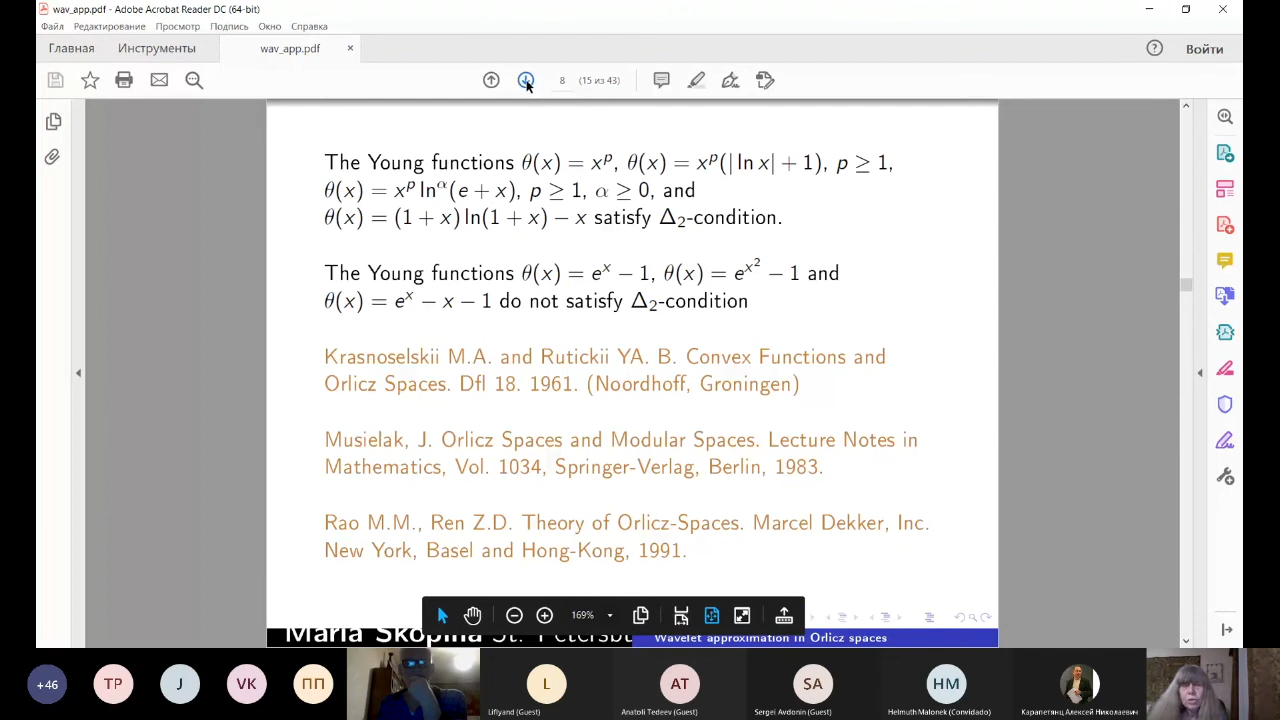 wav_app.pdf - Adobe Acrobat Reader DC (64-bit)
Файл Редактирование Просмотр Подпись Окно Справка
Главная Инструменты wav_app.pdf × Войти
8 (15 из 43)
The Young functions θ(x) = x^p, θ(x) = x^p(| ln x| + 1), p ≥ 1,
θ(x) = x^p ln^α(e + x), p ≥ 1, α ≥ 0, and
θ(x) = (1 + x) ln(1 + x) − x satisfy Δ₂-condition.
The Young functions θ(x) = e^x − 1, θ(x) = e^{x^2} − 1 and
θ(x) = e^x − x − 1 do not satisfy Δ₂-condition
Krasnoselskii M.A. and Rutickii YA. B. Convex Functions and
Orlicz Spaces. Dfl 18. 1961. (Noordhoff, Groningen)
Musielak, J. Orlicz Spaces and Modular Spaces. Lecture Notes in
Mathematics, Vol. 1034, Springer-Verlag, Berlin, 1983.
Rao M.M., Ren Z.D. Theory of Orlicz-Spaces. Marcel Dekker, Inc.
New York, Basel and Hong-Kong, 1991.
169%
Maria Skopina St. Petersbu Wavelet approximation in Orlicz spaces
+46 TP J VK ПП L AT SA HM
Liflyand (Guest) Anatoli Tedeev (Guest) Sergei Avdonin (Guest) Helmuth Malonek (Convidado) Карапетянц Алексей Николаевич